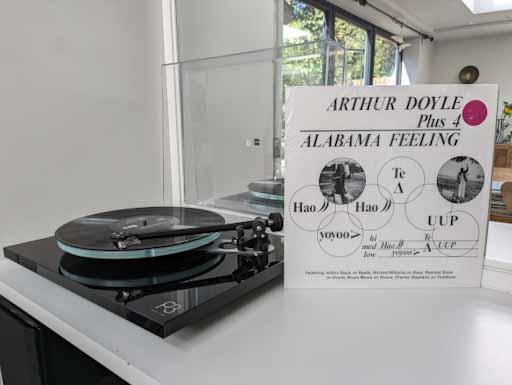 ARTHUR DOYLE
Plus 4
ALABAMA FEELING
Te
Λ
Hao )) Hao ))
UUP
yoyoo >
hi Te
med Hao )) Λ UUP
low yoyoo >